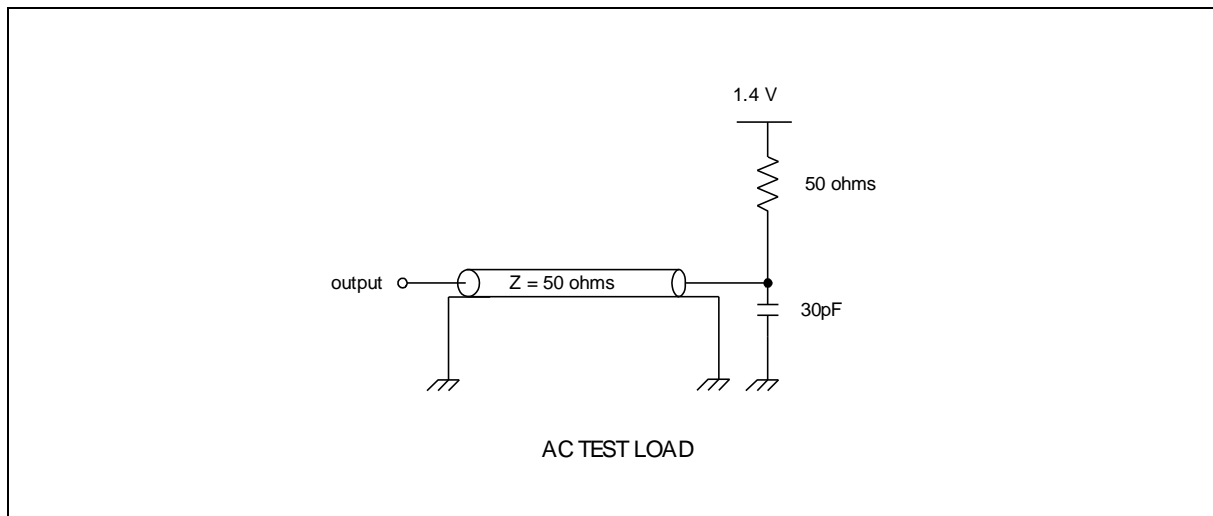 1.4 V
50 ohms
output
Z = 50 ohms
30pF
AC TEST LOAD